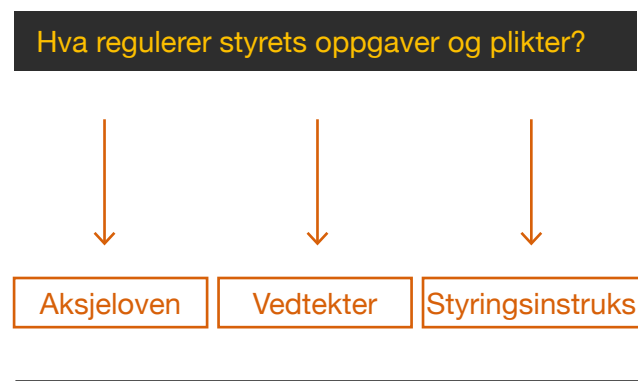 Hva regulerer styrets oppgaver og plikter?
Aksjeloven
Vedtekter
Styringsinstruks